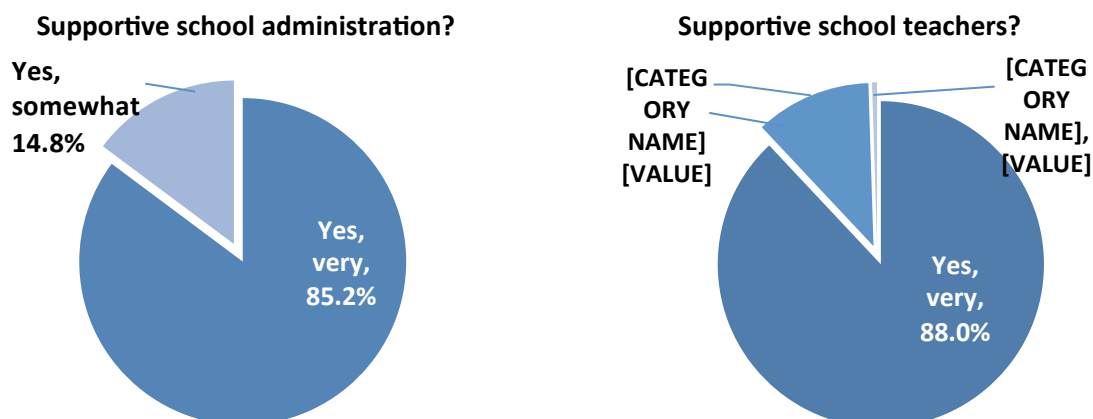 Supportive school administration?
Yes,
somewhat
14.8%
Yes,
very,
85.2%
Supportive school teachers?
[CATEG
ORY
NAME]
[VALUE]
[CATEG
ORY
NAME],
[VALUE]
Yes,
very,
88.0%